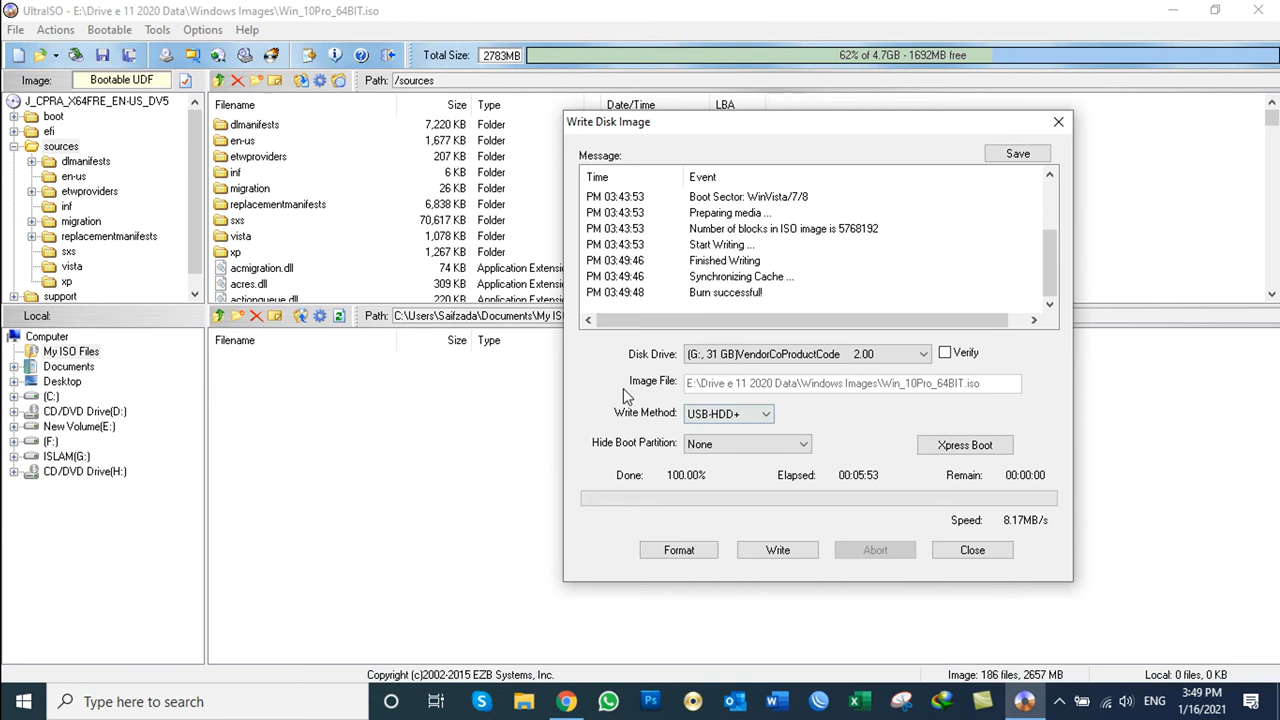 UltraISO - E:\Drive e 11 2020 Data\Windows Images\Win_10Pro_64BIT.iso
File Actions Bootable Tools Options Help
Total Size: 2783MB 62% of 4.7GB - 1692MB free
Image: Bootable UDF Path: /sources
J_CPRA_X64FRE_EN-US_DV5
boot
efi
sources
dlmanifests
en-us
etwproviders
inf
migration
replacementmanifests
sxs
vista
xp
support
Filename Size Type Date/Time LBA
dlmanifests 7,220 KB Folder
en-us 1,677 KB Folder
etwproviders 207 KB Folder
inf 6 KB Folder
migration 26 KB Folder
replacementmanifests 6,838 KB Folder
sxs 70,617 KB Folder
vista 1,078 KB Folder
xp 1,267 KB Folder
acmigration.dll 74 KB Application Extensi
acres.dll 309 KB Application Extensi
actionqueue.dll 220 KB Application Extensi
Write Disk Image
Message: Save
Time Event
PM 03:43:53 Boot Sector: WinVista/7/8
PM 03:43:53 Preparing media ...
PM 03:43:53 Number of blocks in ISO image is 5768192
PM 03:43:53 Start Writing ...
PM 03:49:46 Finished Writing
PM 03:49:46 Synchronizing Cache ...
PM 03:49:48 Burn successful!
Disk Drive: (G:, 31 GB)VendorCoProductCode 2.00 Verify
Image File: E:\Drive e 11 2020 Data\Windows Images\Win_10Pro_64BIT.iso
Write Method: USB-HDD+
Hide Boot Partition: None Xpress Boot
Done: 100.00% Elapsed: 00:05:53 Remain: 00:00:00
Speed: 8.17MB/s
Format Write Abort Close
Local: Path: C:\Users\Saifzada\Documents\My IS
Computer
My ISO Files
Documents
Desktop
(C:)
CD/DVD Drive(D:)
New Volume(E:)
(F:)
ISLAM(G:)
CD/DVD Drive(H:)
Filename Size Type
Copyright (c)2002-2015 EZB Systems, Inc. Image: 186 files, 2657 MB Local: 0 files, 0 KB
Type here to search
ENG 3:49 PM
1/16/2021